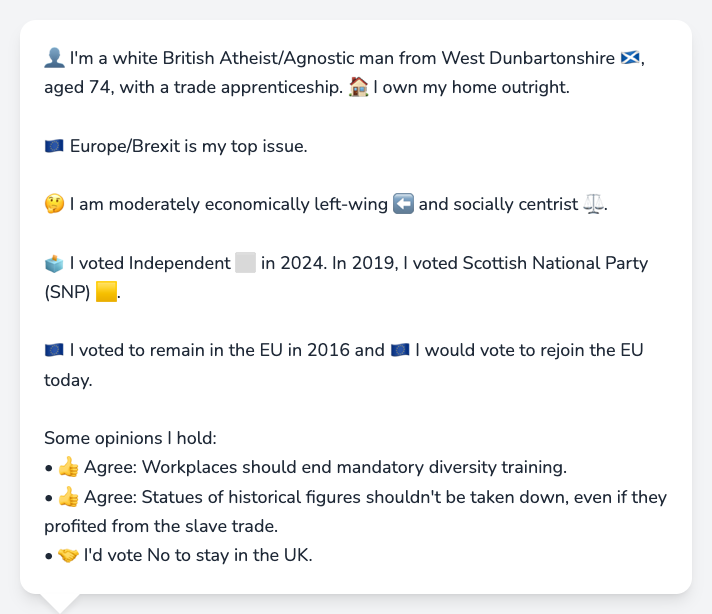 👤 I'm a white British Atheist/Agnostic man from West Dunbartonshire 🏴󠁧󠁢󠁳󠁣󠁴󠁿,
aged 74, with a trade apprenticeship. 🏠 I own my home outright.
🇪🇺 Europe/Brexit is my top issue.
🤔 I am moderately economically left-wing ⬅️ and socially centrist ⚖️.
🗳️ I voted Independent ⬜ in 2024. In 2019, I voted Scottish National Party
(SNP) 🟨.
🇪🇺 I voted to remain in the EU in 2016 and 🇪🇺 I would vote to rejoin the EU
today.
Some opinions I hold:
• 👍 Agree: Workplaces should end mandatory diversity training.
• 👍 Agree: Statues of historical figures shouldn't be taken down, even if they
profited from the slave trade.
• 🤝 I'd vote No to stay in the UK.